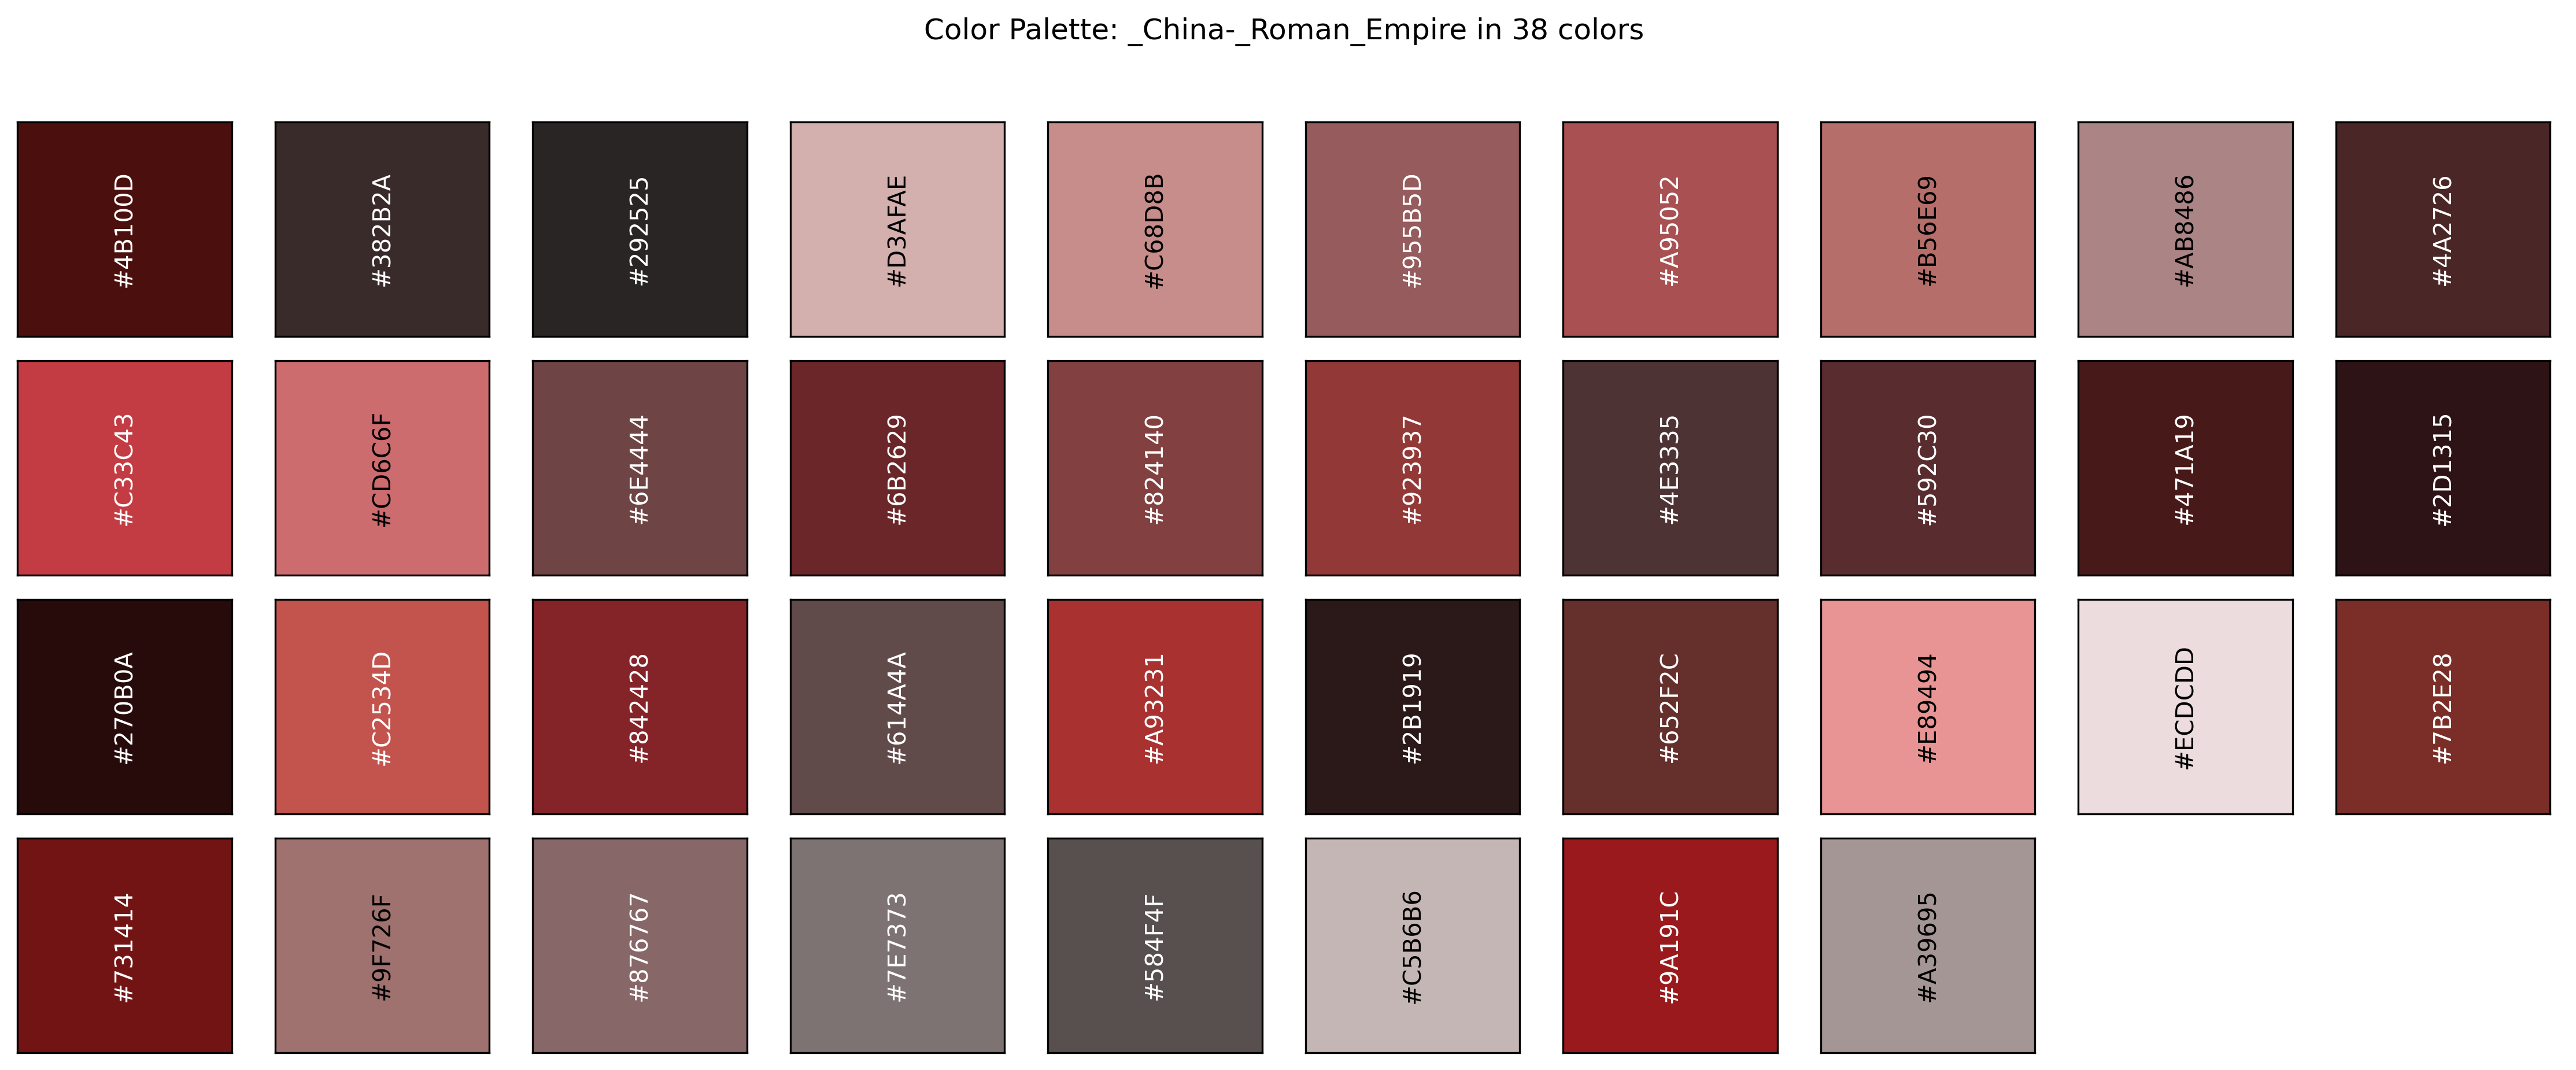 Color Palette: _China-_Roman_Empire in 38 colors
#4B100D
#382B2A
#292525
#D3AFAE
#C68D8B
#955B5D
#A95052
#B56E69
#AB8486
#4A2726
#C33C43
#CD6C6F
#6E4444
#6B2629
#824140
#923937
#4E3335
#592C30
#471A19
#2D1315
#270B0A
#C2534D
#842428
#614A4A
#A93231
#2B1919
#652F2C
#E89494
#ECDCDD
#7B2E28
#731414
#9F726F
#876767
#7E7373
#584F4F
#C5B6B6
#9A191C
#A39695